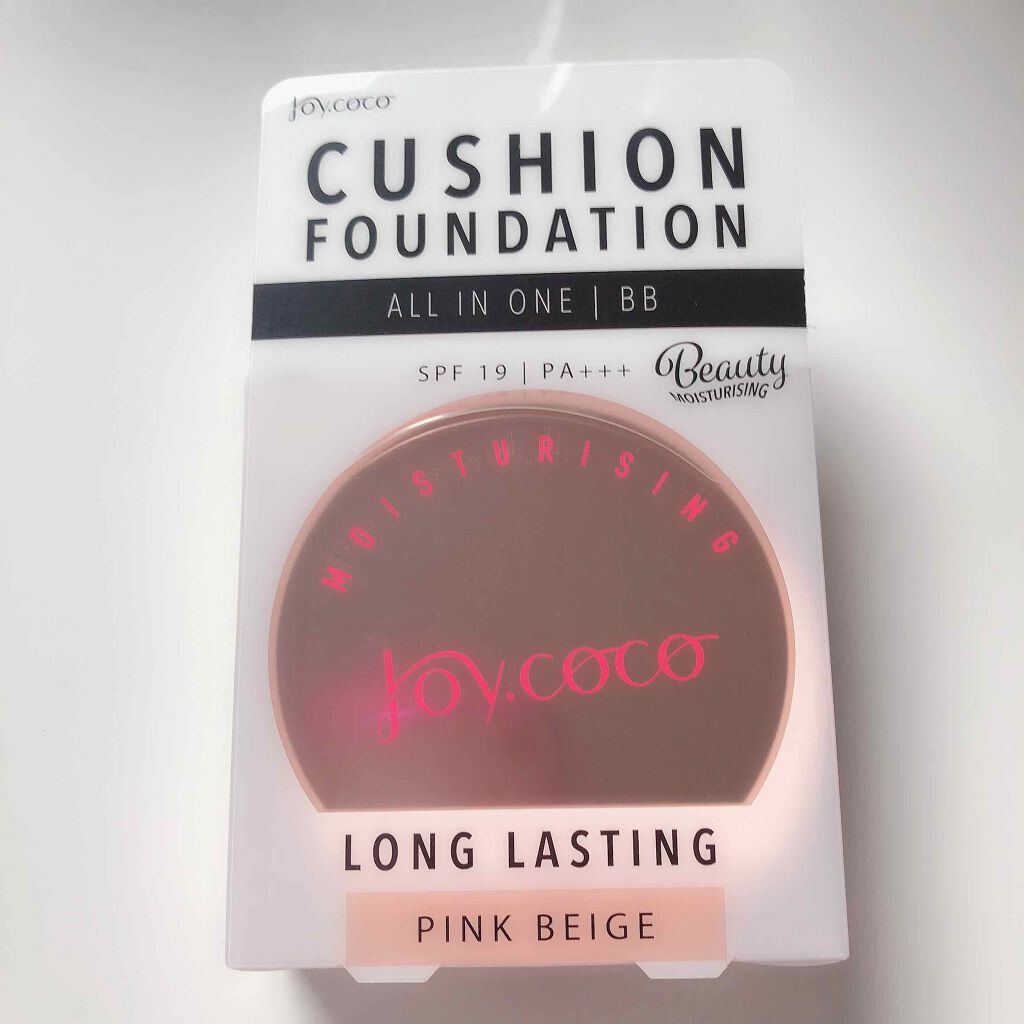 Joy.coco
CUSHION
FOUNDATION
ALL IN ONE | BB
SPF 19 | PA+++
Beauty
MOISTURISING
MOISTURISING
Joy.coco
LONG LASTING
PINK BEIGE